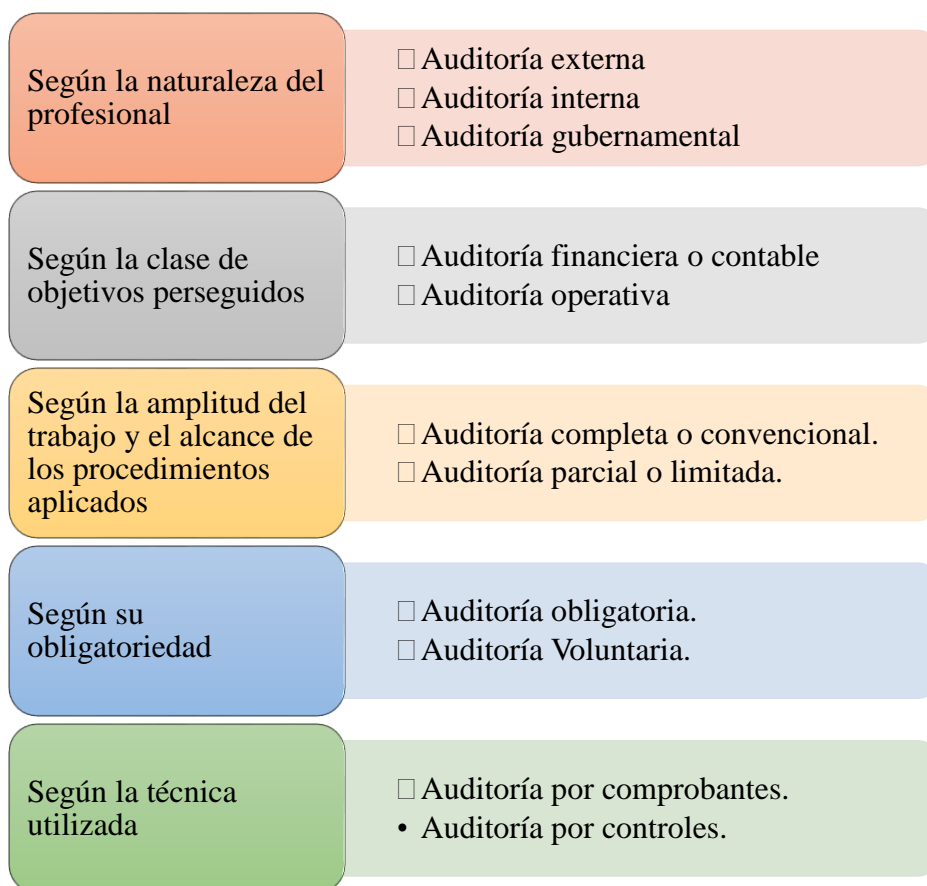 Según la naturaleza del
profesional
□ Auditoría externa
□ Auditoría interna
□ Auditoría gubernamental
Según la clase de
objetivos perseguidos
□ Auditoría financiera o contable
□ Auditoría operativa
Según la amplitud del
trabajo y el alcance de
los procedimientos
aplicados
□ Auditoría completa o convencional.
□ Auditoría parcial o limitada.
Según su
obligatoriedad
□ Auditoría obligatoria.
□ Auditoría Voluntaria.
Según la técnica
utilizada
□ Auditoría por comprobantes.
• Auditoría por controles.